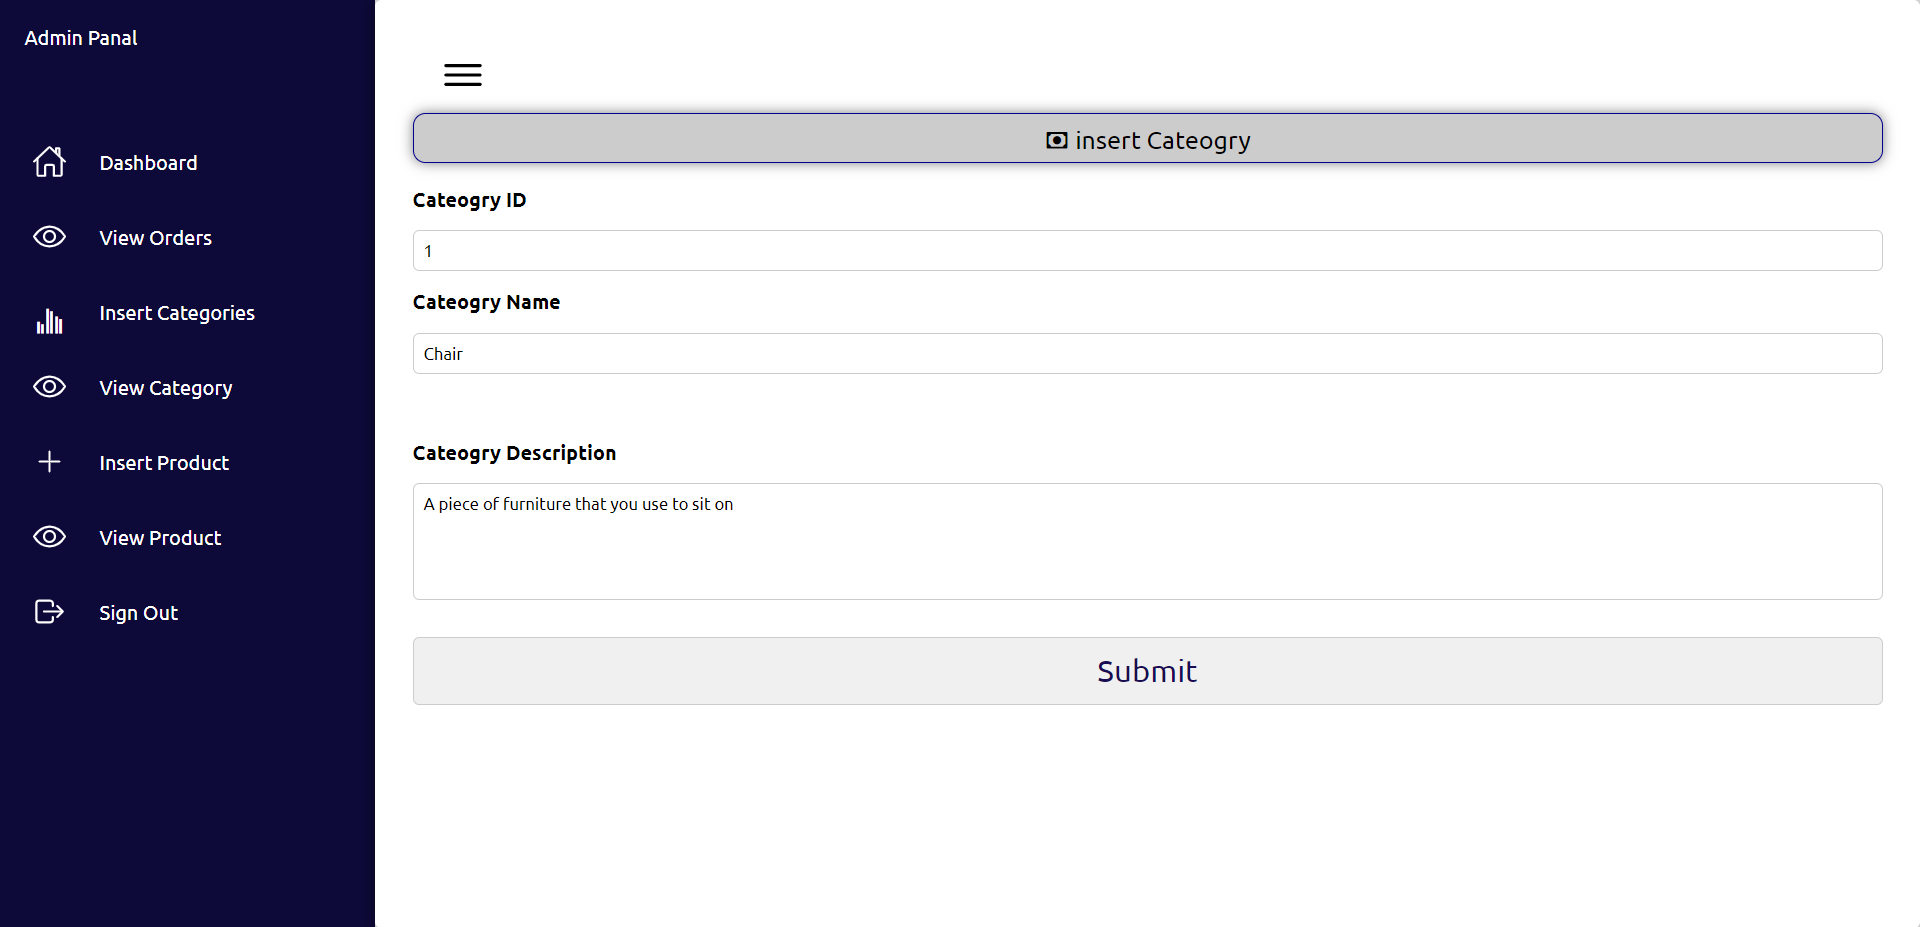 Admin Panal
Dashboard
View Orders
Insert Categories
View Category
Insert Product
View Product
Sign Out
insert Cateogry
Cateogry ID
1
Cateogry Name
Chair
Cateogry Description
A piece of furniture that you use to sit on
Submit